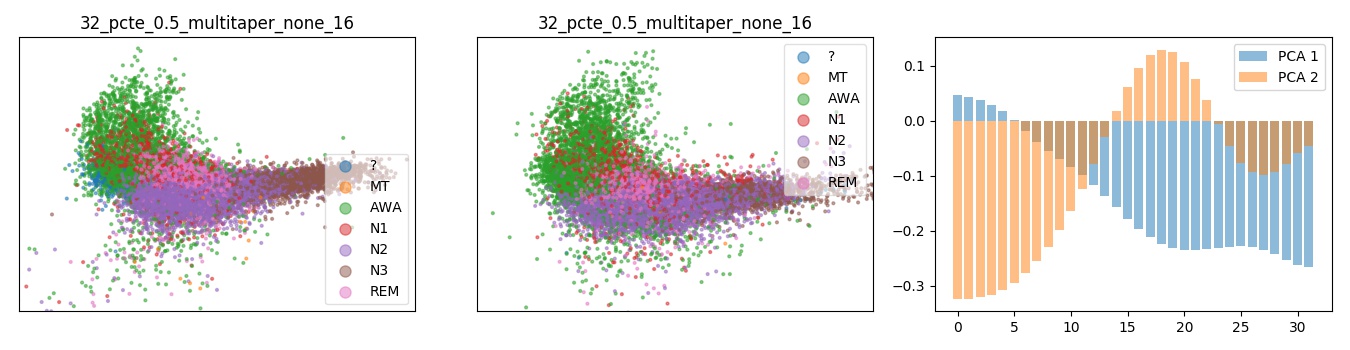 32_pcte_0.5_multitaper_none_16
?
MT
AWA
N1
N2
N3
REM
32_pcte_0.5_multitaper_none_16
?
MT
AWA
N1
N2
N3
REM
PCA 1
PCA 2
0.1
0.0
−0.1
−0.2
−0.3
0 5 10 15 20 25 30